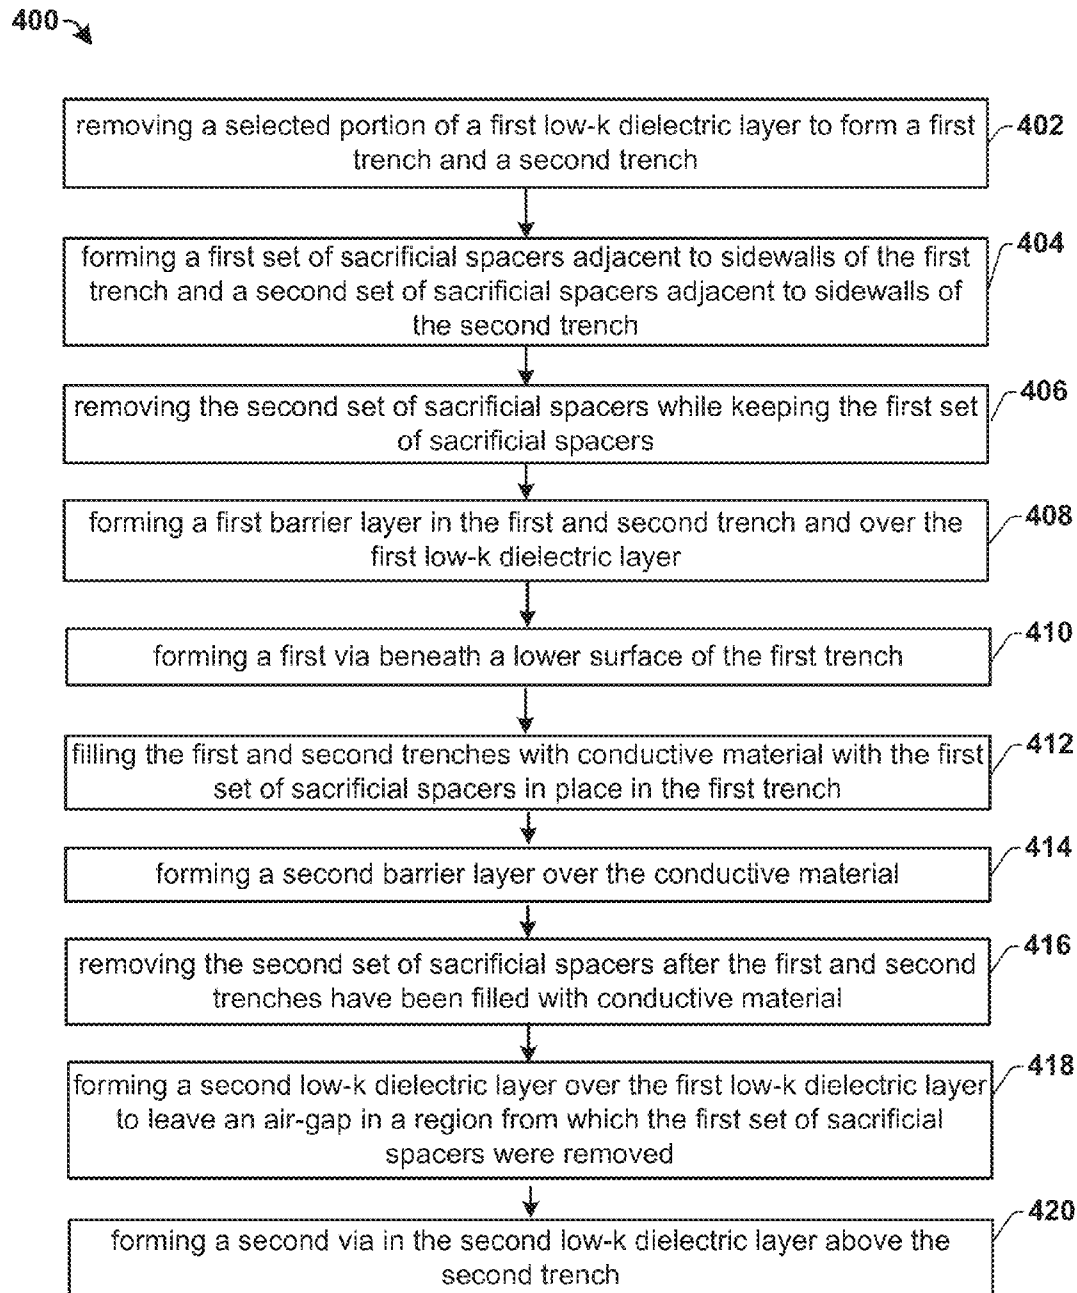 400
removing a selected portion of a first low-k dielectric layer to form a first
trench and a second trench
402
forming a first set of sacrificial spacers adjacent to sidewalls of the first
trench and a second set of sacrificial spacers adjacent to sidewalls of
the second trench
404
removing the second set of sacrificial spacers while keeping the first set
of sacrificial spacers
406
forming a first barrier layer in the first and second trench and over the
first low-k dielectric layer
408
forming a first via beneath a lower surface of the first trench
410
filling the first and second trenches with conductive material with the first
set of sacrificial spacers in place in the first trench
412
forming a second barrier layer over the conductive material
414
removing the second set of sacrificial spacers after the first and second
trenches have been filled with conductive material
416
forming a second low-k dielectric layer over the first low-k dielectric layer
to leave an air-gap in a region from which the first set of sacrificial
spacers were removed
418
forming a second via in the second low-k dielectric layer above the
second trench
420